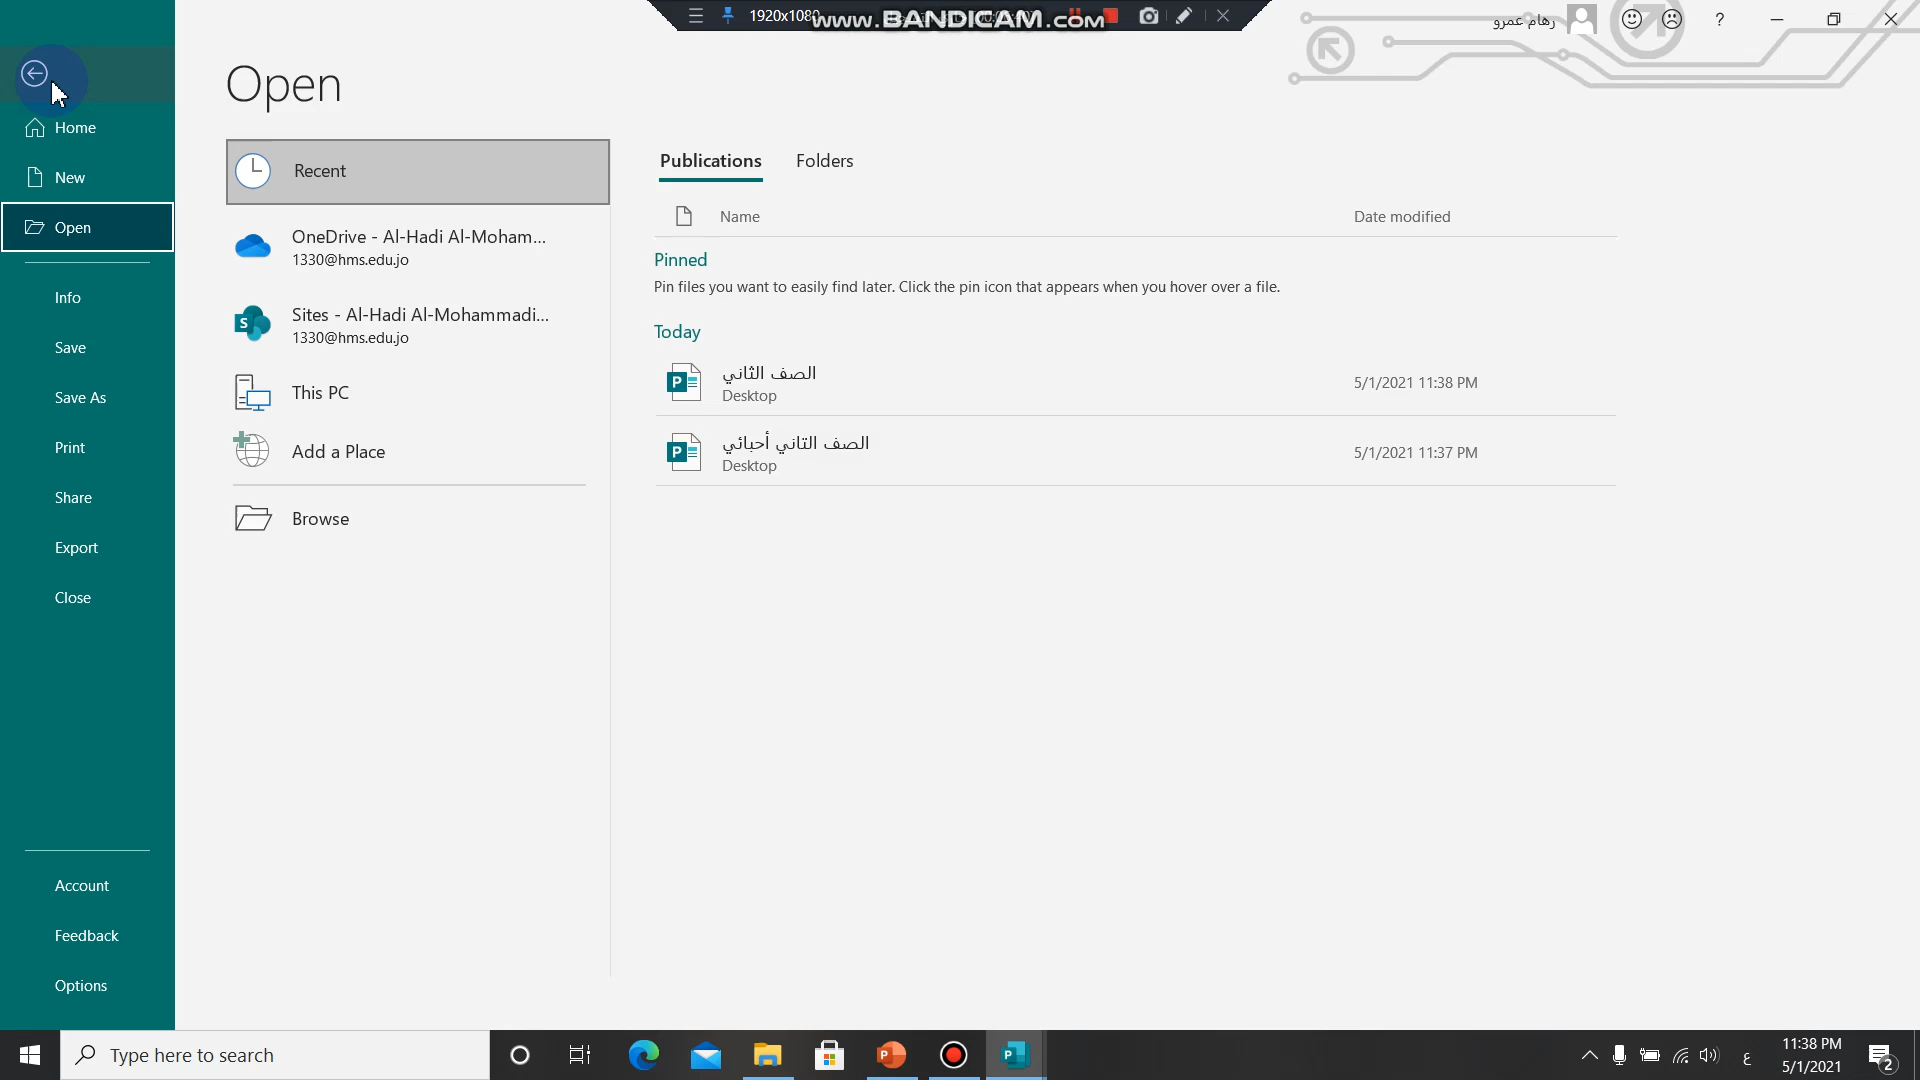 1920x1080
www.BANDICAM.com
رهام عمرو
?
Open
Home
New
Open
Info
Save
Save As
Print
Share
Export
Close
Account
Feedback
Options
Recent
OneDrive - Al-Hadi Al-Moham...
1330@hms.edu.jo
Sites - Al-Hadi Al-Mohammadi...
1330@hms.edu.jo
This PC
Add a Place
Browse
Publications Folders
Name Date modified
Pinned
Pin files you want to easily find later. Click the pin icon that appears when you hover over a file.
Today
الصف الثاني 5/1/2021 11:38 PM
Desktop
الصف التاني أحبائي 5/1/2021 11:37 PM
Desktop
Type here to search
ع
11:38 PM
5/1/2021
2